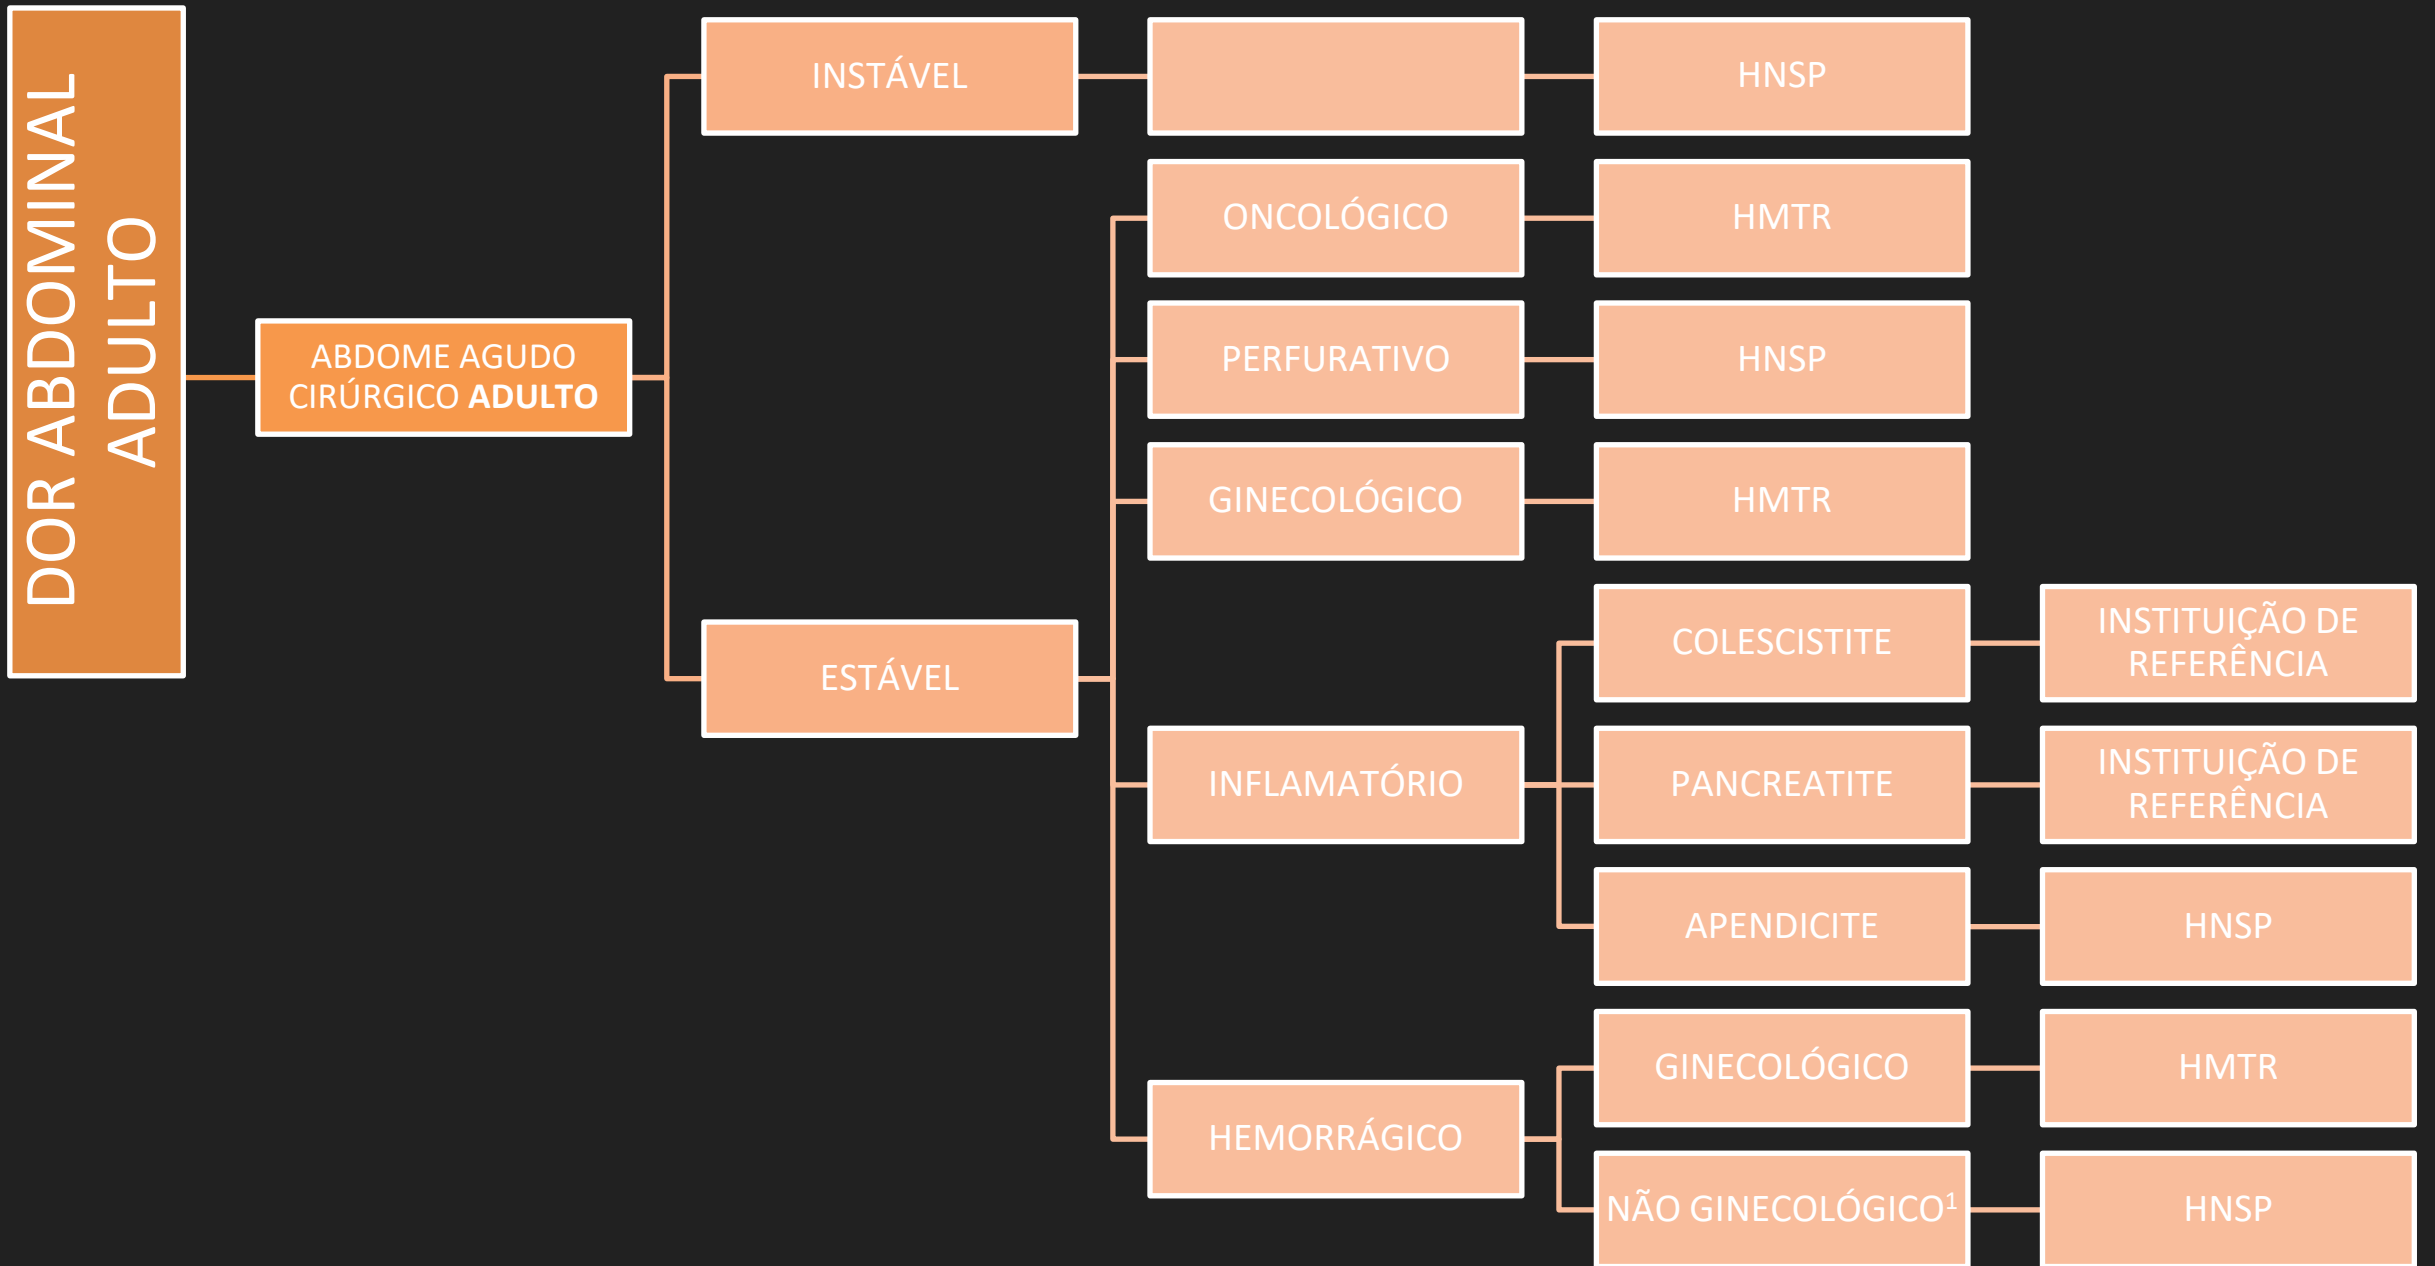 DOR ABDOMINAL
ADULTO
ABDOME AGUDO
CIRÚRGICO ADULTO
INSTÁVEL
HNSP
ESTÁVEL
ONCOLÓGICO
HMTR
PERFURATIVO
HNSP
GINECOLÓGICO
HMTR
INFLAMATÓRIO
COLESCISTITE
INSTITUIÇÃO DE
REFERÊNCIA
PANCREATITE
INSTITUIÇÃO DE
REFERÊNCIA
APENDICITE
HNSP
HEMORRÁGICO
GINECOLÓGICO
HMTR
NÃO GINECOLÓGICO¹
HNSP